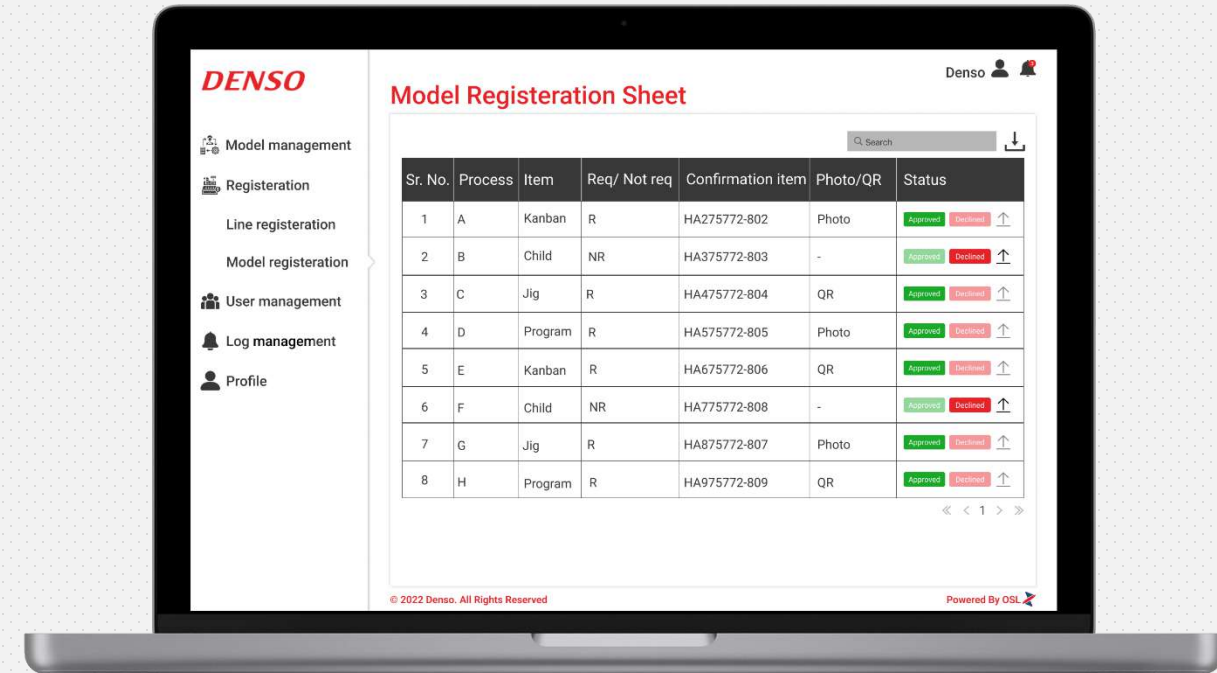 DENSO
Denso
Model Registeration Sheet
Model management
Registeration
Line registeration
Model registeration
User management
Log management
Profile
Search
Sr. No. Process Item Req/ Not req Confirmation item Photo/QR Status
1 A Kanban R HA275772-802 Photo Approved Declined
2 B Child NR HA375772-803 - Approved Declined
3 C Jig R HA475772-804 QR Approved Declined
4 D Program R HA575772-805 Photo Approved Declined
5 E Kanban R HA675772-806 QR Approved Declined
6 F Child NR HA775772-808 - Approved Declined
7 G Jig R HA875772-807 Photo Approved Declined
8 H Program R HA975772-809 QR Approved Declined
« < 1 > »
© 2022 Denso. All Rights Reserved
Powered By OSL